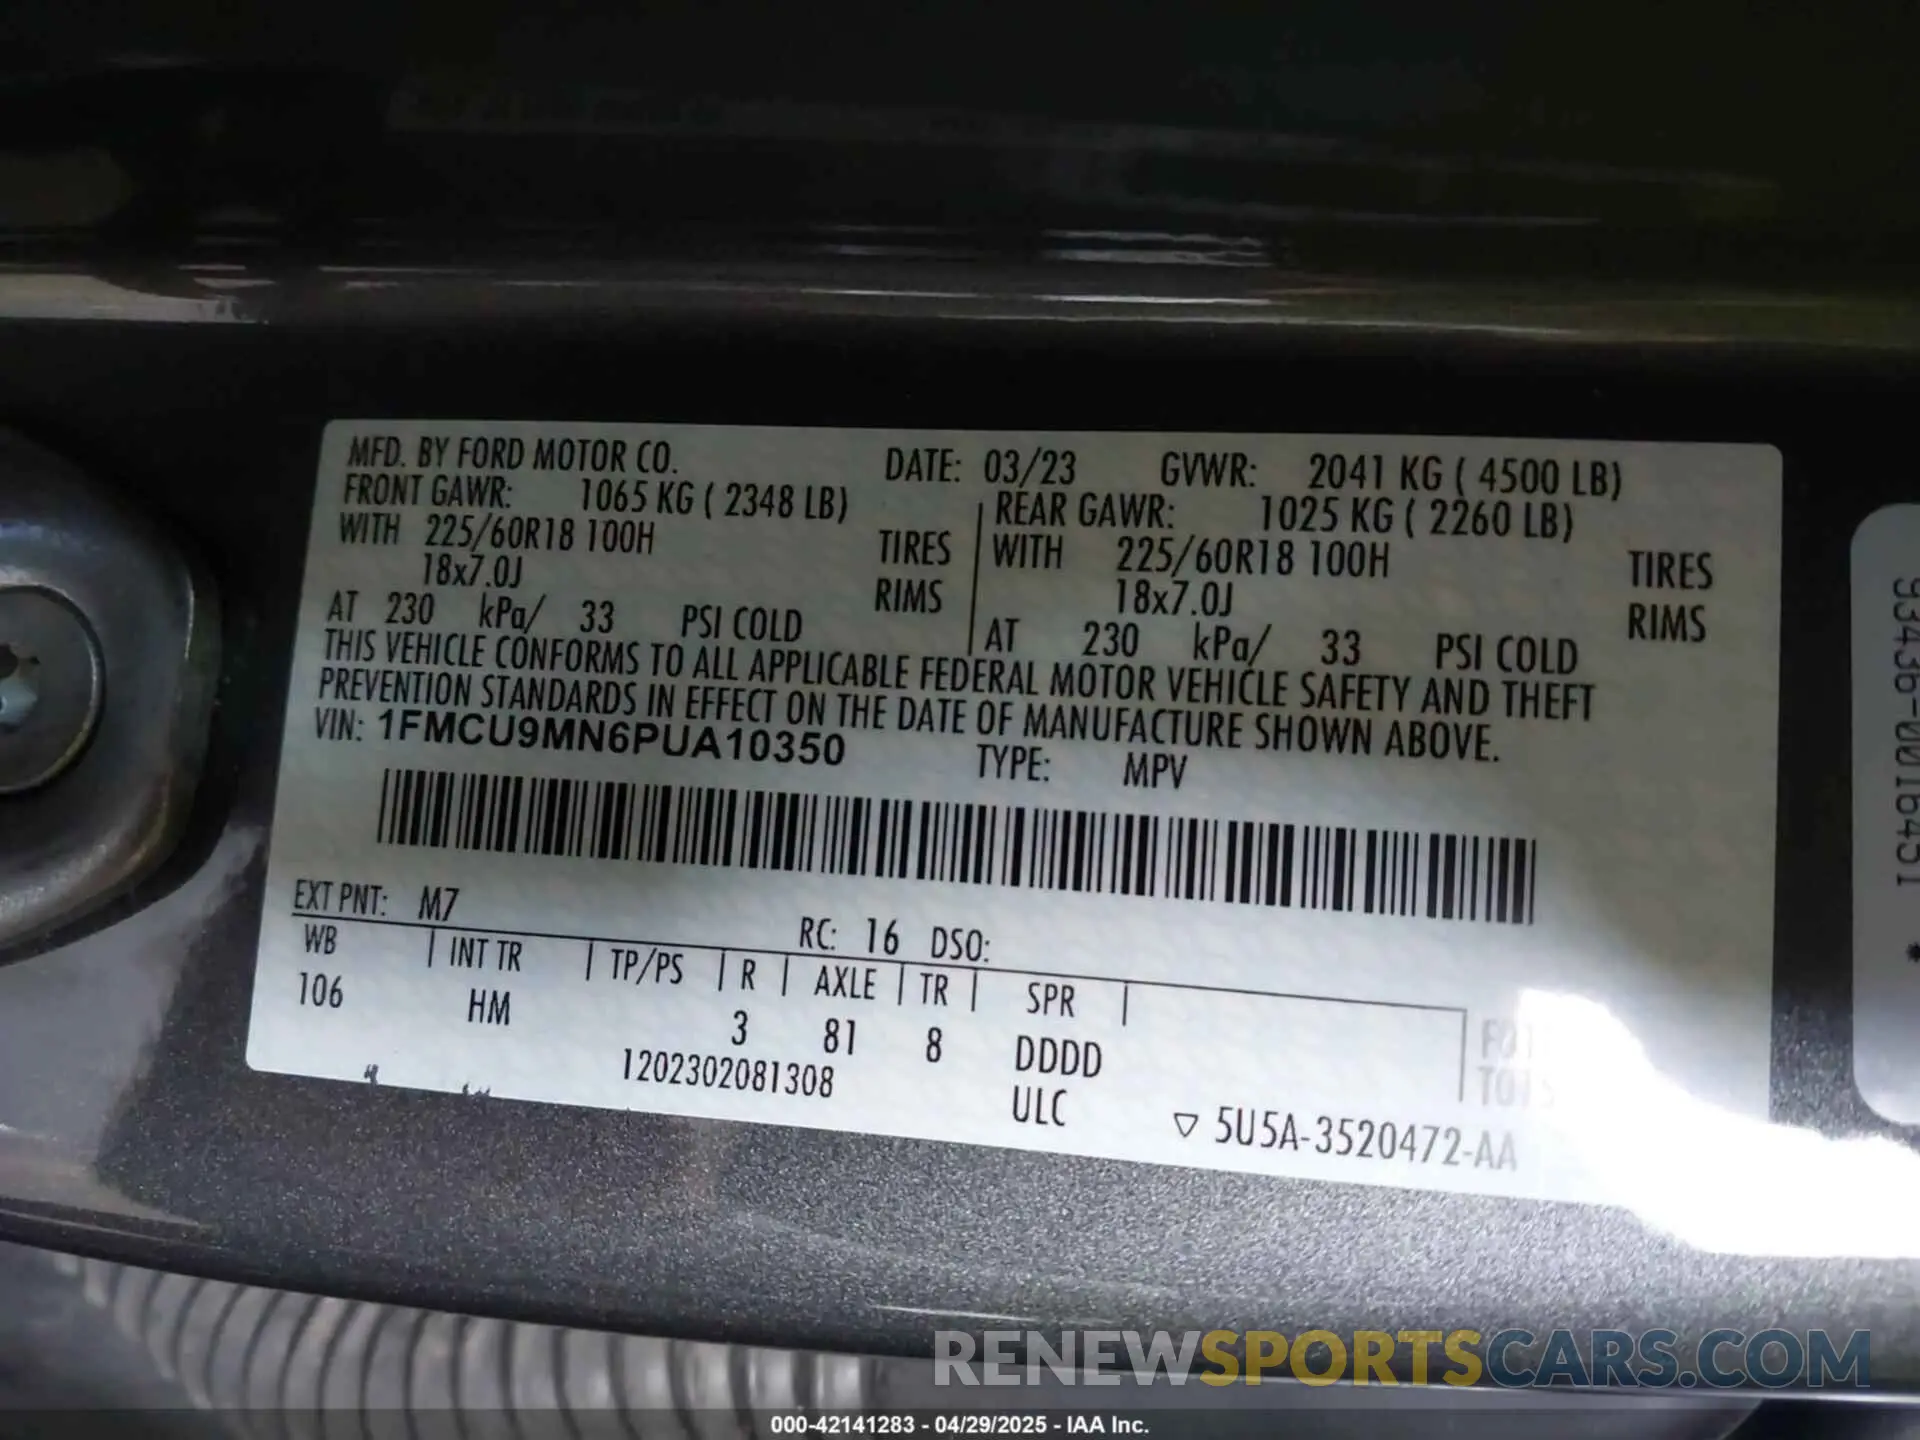 MFD. BY FORD MOTOR CO. DATE: 03/23 GVWR: 2041 KG ( 4500 LB)
FRONT GAWR: 1065 KG ( 2348 LB) REAR GAWR: 1025 KG ( 2260 LB)
WITH 225/60R18 100H TIRES WITH 225/60R18 100H TIRES
18x7.0J RIMS 18x7.0J RIMS
AT 230 kPa/ 33 PSI COLD AT 230 kPa/ 33 PSI COLD
THIS VEHICLE CONFORMS TO ALL APPLICABLE FEDERAL MOTOR VEHICLE SAFETY AND THEFT
PREVENTION STANDARDS IN EFFECT ON THE DATE OF MANUFACTURE SHOWN ABOVE.
VIN: 1FMCU9MN6PUA10350 TYPE: MPV
EXT PNT: M7 RC: 16 DSO:
WB INT TR TP/PS R AXLE TR SPR
106 HM 3 81 8 DDDD
1202302081308 ULC
▽ 5U5A-3520472-AA
93436-0016451 *
RENEWSPORTSCARS.COM
000-42141283 - 04/29/2025 - IAA Inc.